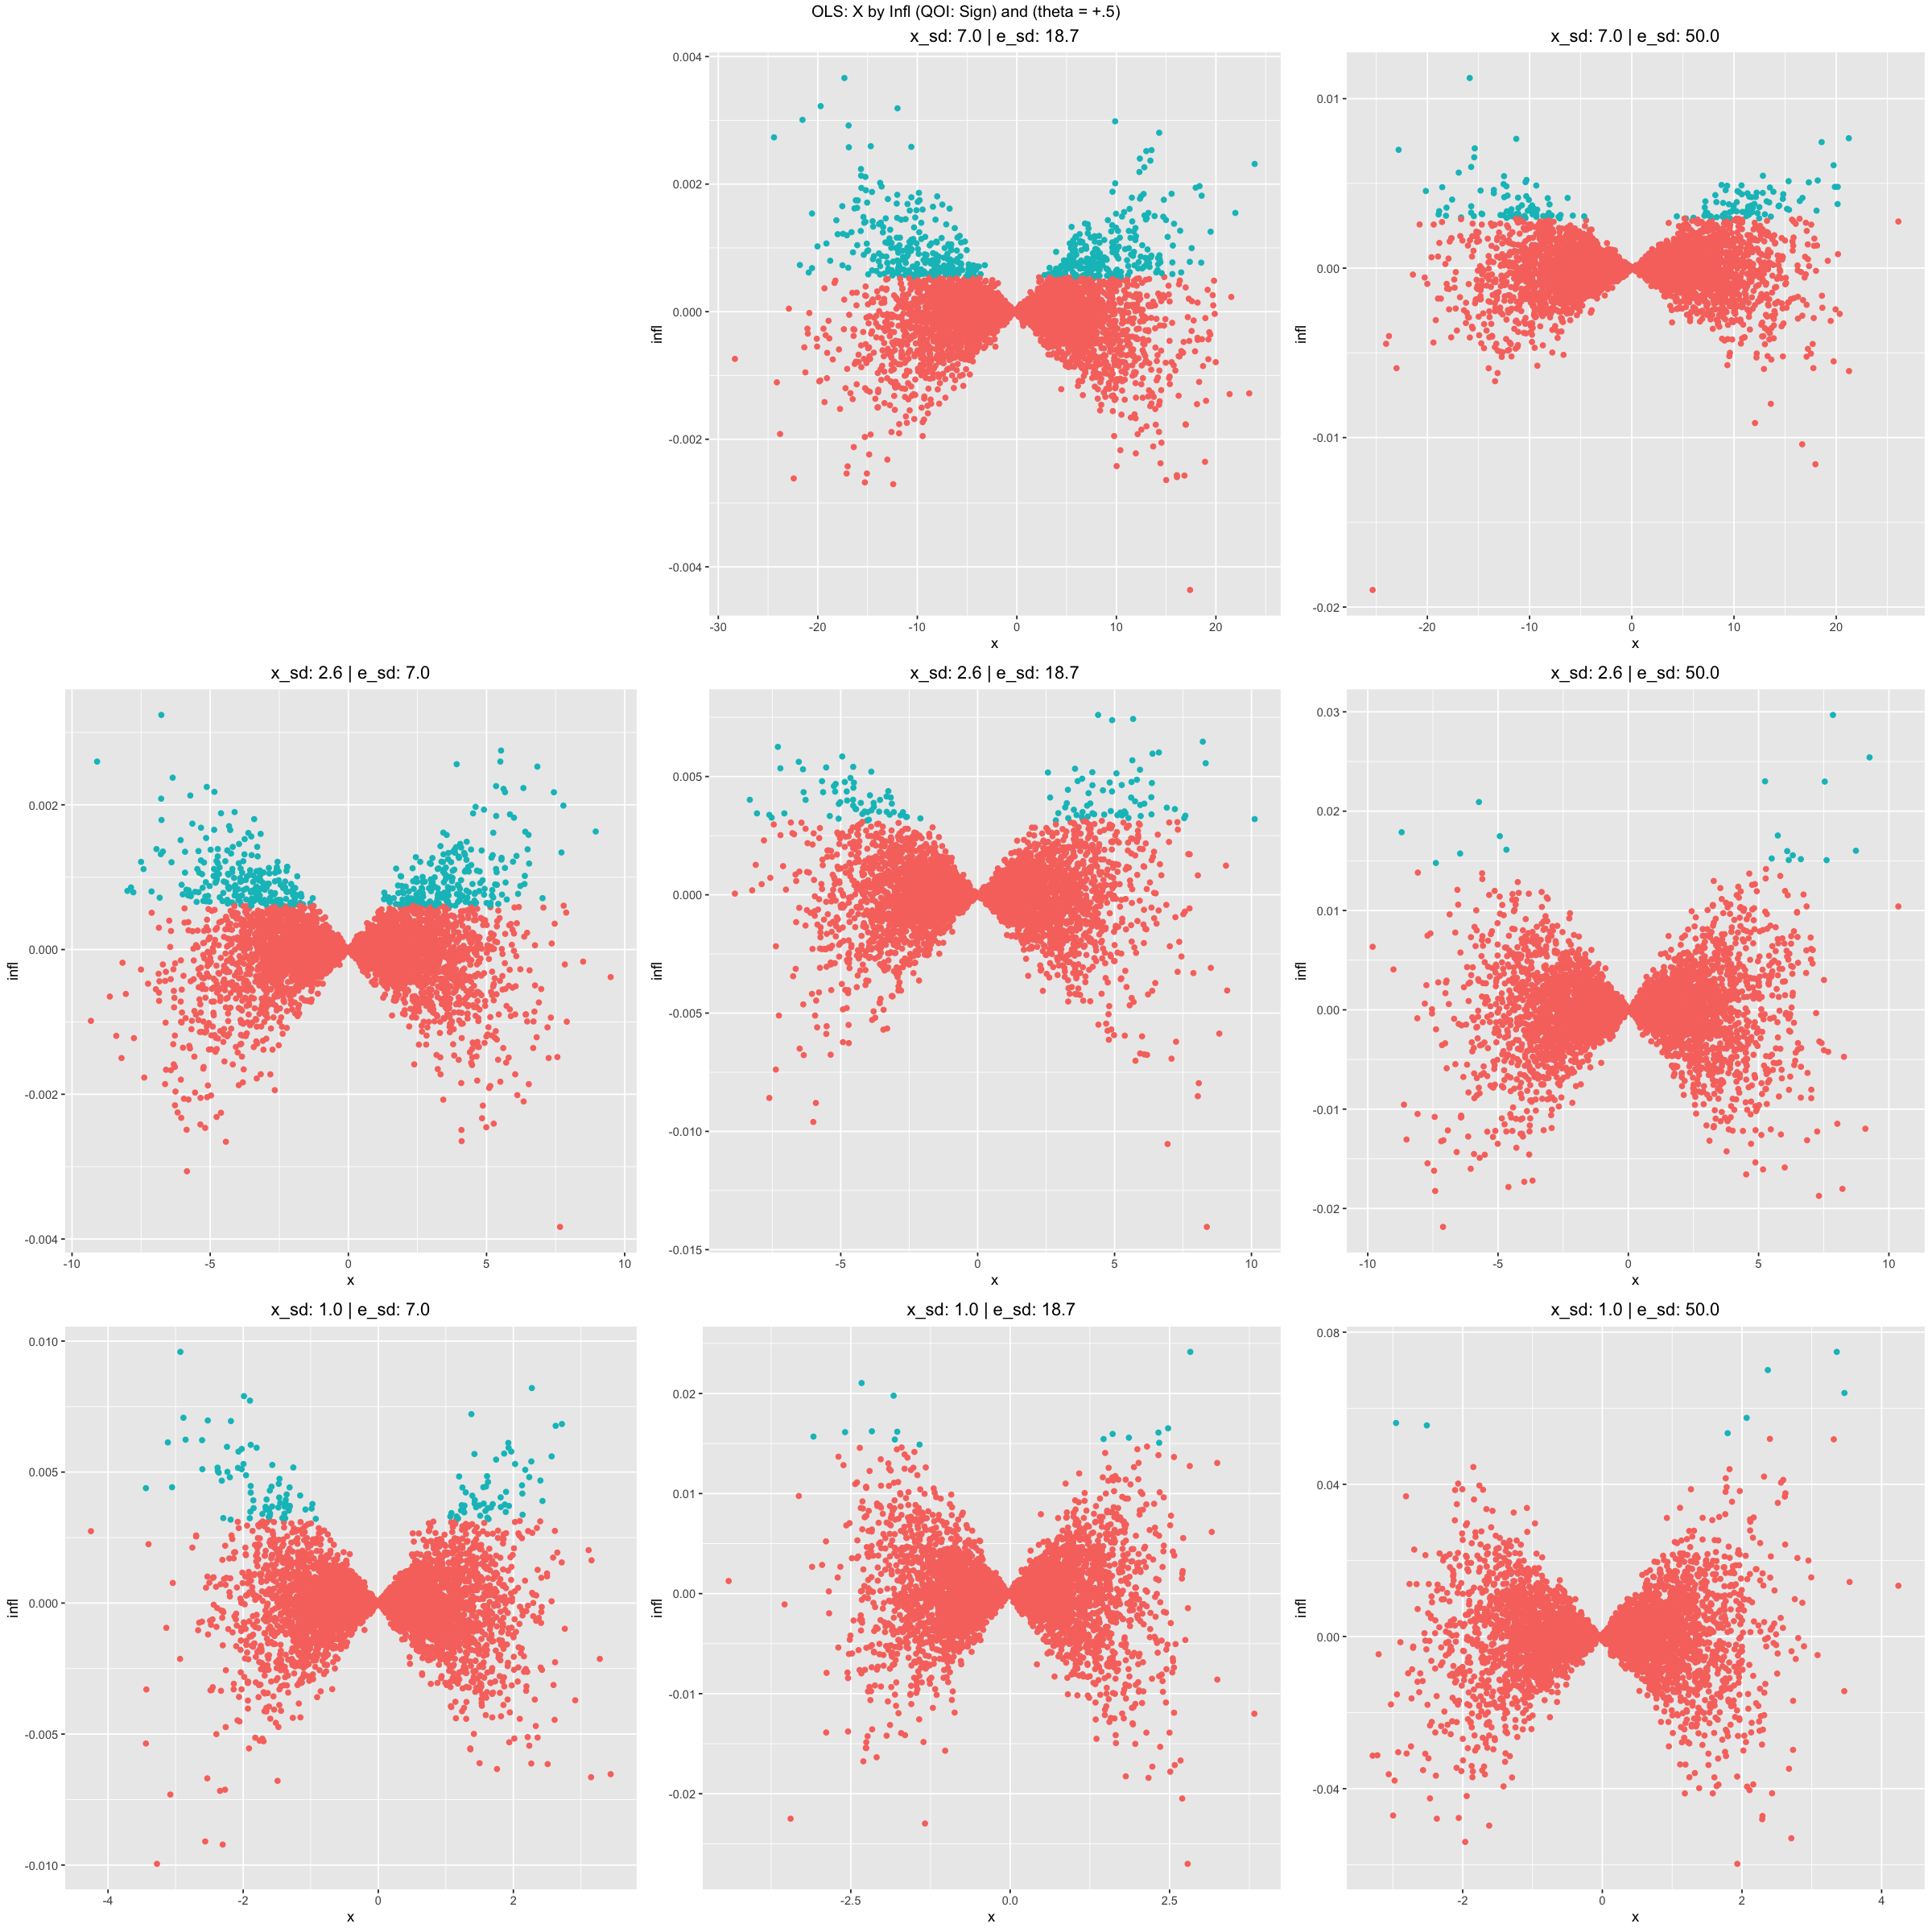 OLS: X by Infl (QOI: Sign) and (theta = +.5)
x_sd: 7.0 | e_sd: 18.7
0.004
0.002
0.000
-0.002
-0.004
infl
-30 -20 -10 0 10 20
x
x_sd: 7.0 | e_sd: 50.0
0.01
0.00
-0.01
-0.02
infl
-20 -10 0 10 20
x
x_sd: 2.6 | e_sd: 7.0
0.002
0.000
-0.002
-0.004
infl
-10 -5 0 5 10
x
x_sd: 2.6 | e_sd: 18.7
0.005
0.000
-0.005
-0.010
-0.015
infl
-5 0 5 10
x
x_sd: 2.6 | e_sd: 50.0
0.03
0.02
0.01
0.00
-0.01
-0.02
infl
-10 -5 0 5 10
x
x_sd: 1.0 | e_sd: 7.0
0.010
0.005
0.000
-0.005
-0.010
infl
-4 -2 0 2
x
x_sd: 1.0 | e_sd: 18.7
0.02
0.01
0.00
-0.01
-0.02
infl
-2.5 0.0 2.5
x
x_sd: 1.0 | e_sd: 50.0
0.08
0.04
0.00
-0.04
infl
-2 0 2 4
x